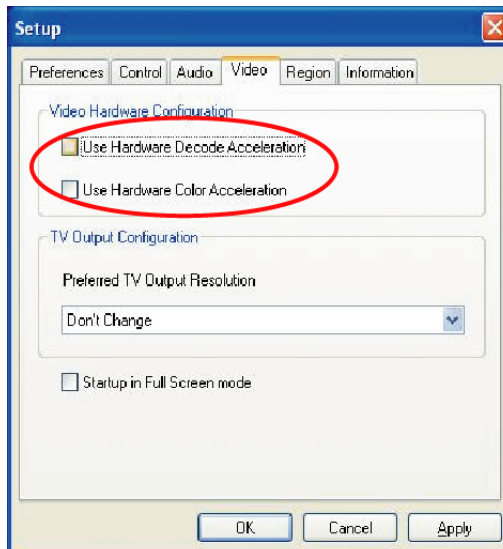 Setup
Preferences Control Audio Video Region Information
Video Hardware Configuration
Use Hardware Decode Acceleration
Use Hardware Color Acceleration
TV Output Configuration
Preferred TV Output Resolution
Don't Change
Startup in Full Screen mode
OK Cancel Apply